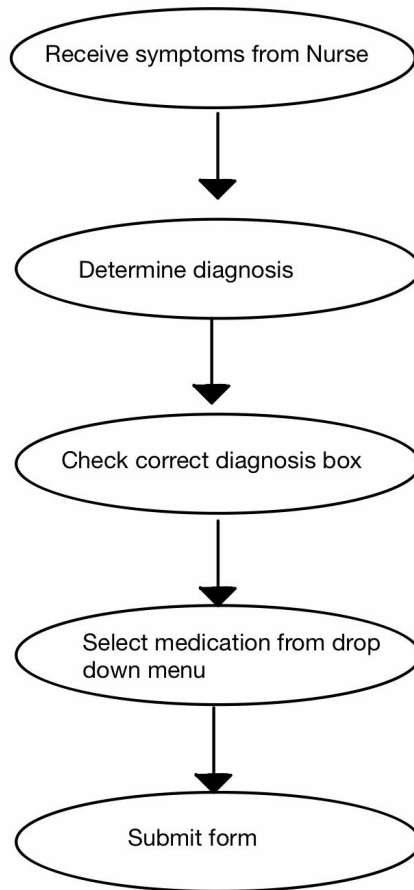 Receive symptoms from Nurse
Determine diagnosis
Check correct diagnosis box
Select medication from drop
down menu
Submit form